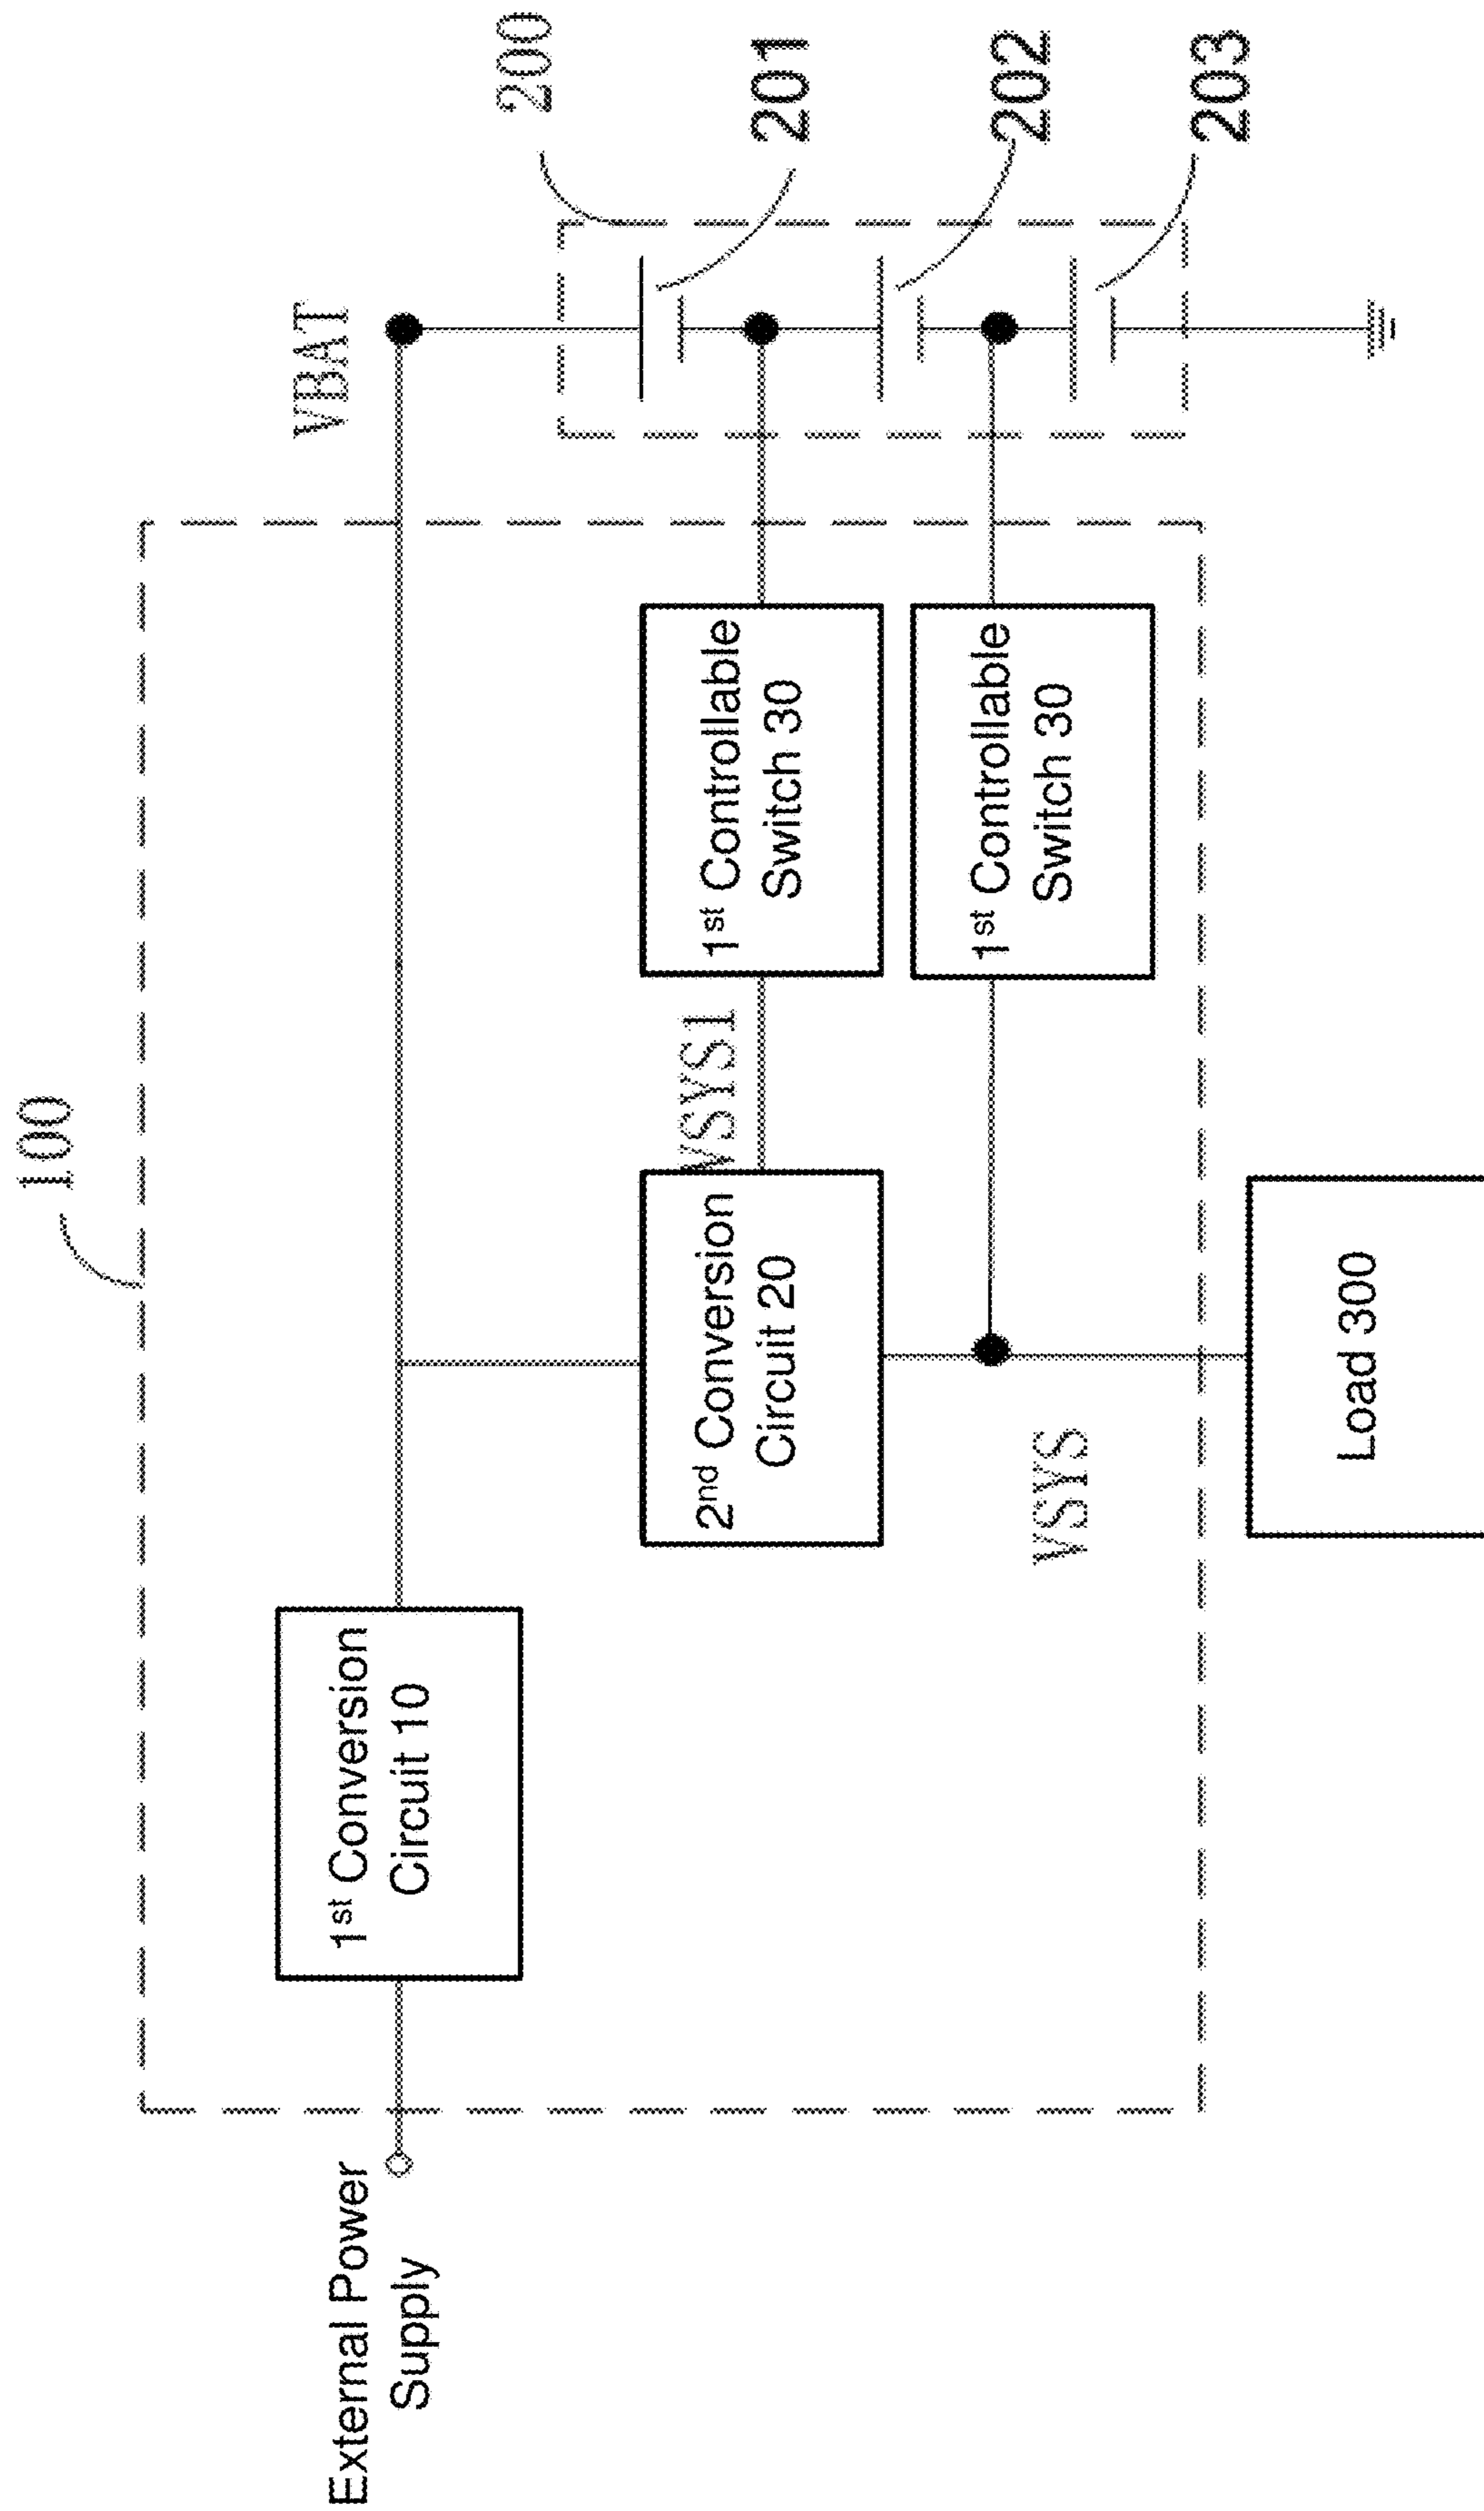 100
VBAT
200
201
202
203
External Power
Supply
1st Conversion
Circuit 10
2nd Conversion
Circuit 20
VSYS1
1st Controllable
Switch 30
1st Controllable
Switch 30
VSYS
Load 300